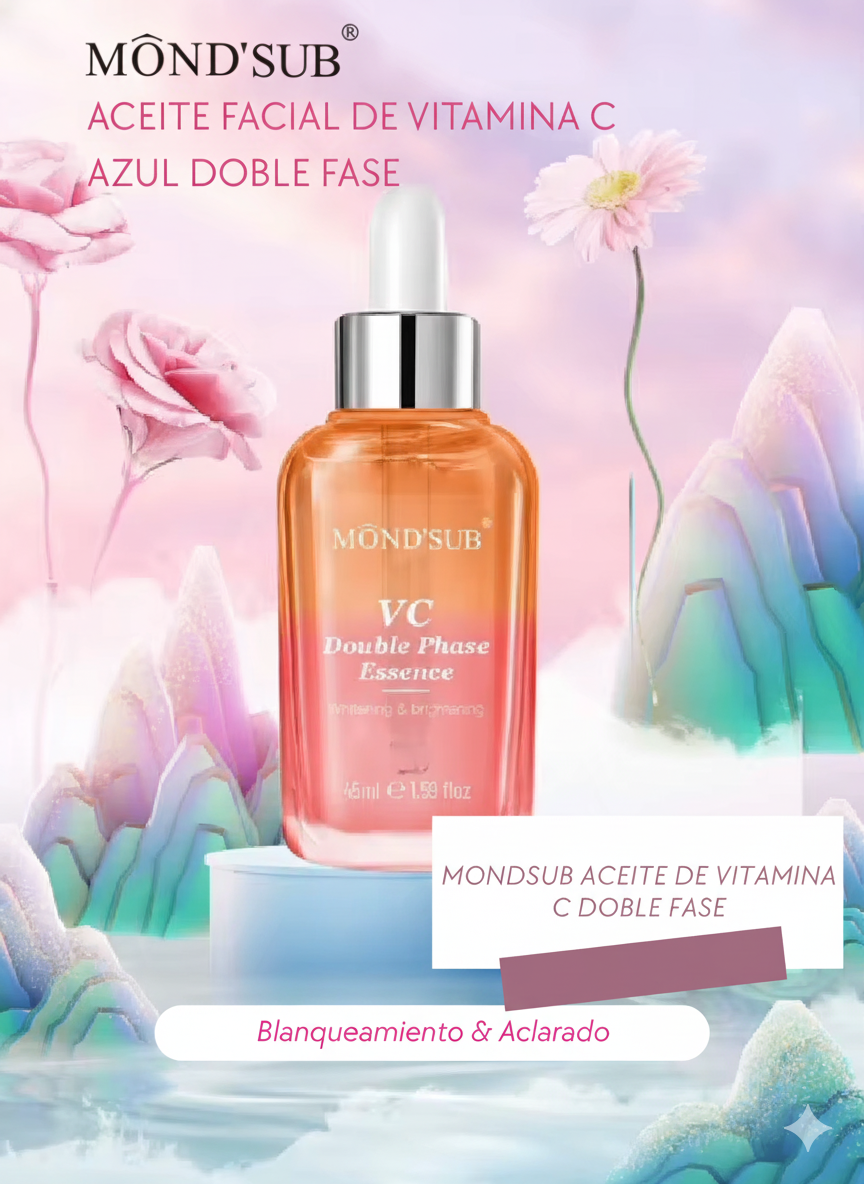 MÔND'SUB®
ACEITE FACIAL DE VITAMINA C
AZUL DOBLE FASE
MÔND'SUB®
VC
Double Phase
Essence
Whitening & brightening
45ml ℮ 1.59 floz
MONDSUB ACEITE DE VITAMINA
C DOBLE FASE
Blanqueamiento & Aclarado